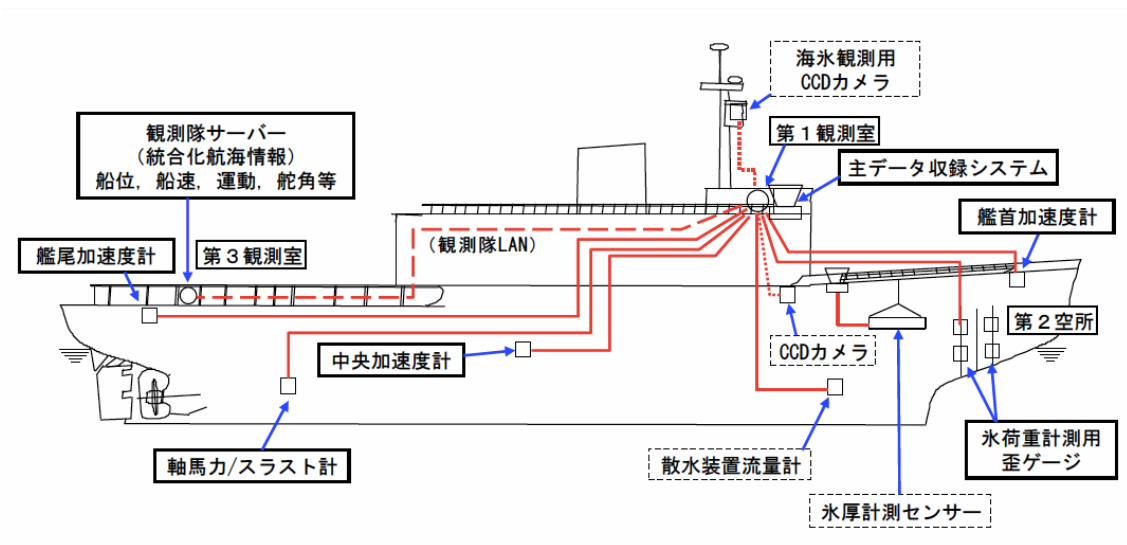 海氷観測用
CCDカメラ
第１観測室
主データ収録システム
観測隊サーバー
（統合化航海情報）
船位，船速，運動，舵角等
艦首加速度計
（観測隊LAN）
艦尾加速度計
第３観測室
第２空所
中央加速度計
CCDカメラ
氷荷重計測用
歪ゲージ
軸馬力/スラスト計
散水装置流量計
氷厚計測センサー